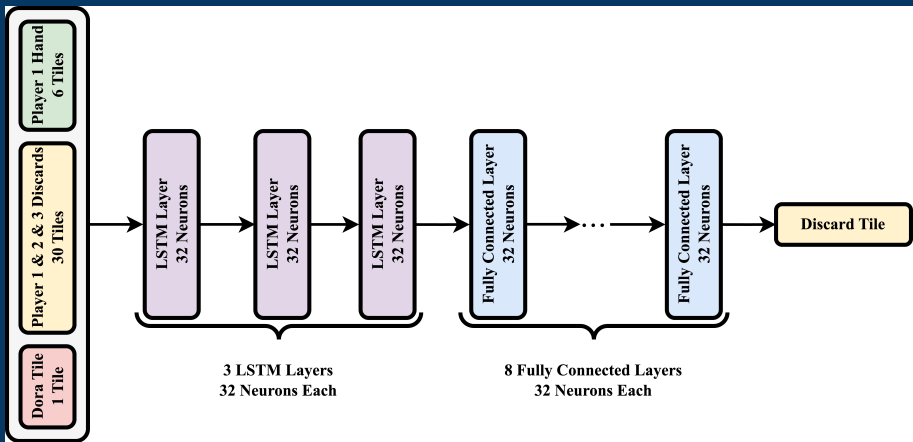 Player 1 Hand
6 Tiles
Player 1 & 2 & 3 Discards
30 Tiles
Dora Tile
1 Tile
LSTM Layer
32 Neurons
LSTM Layer
32 Neurons
LSTM Layer
32 Neurons
Fully Connected Layer
32 Neurons
...
Fully Connected Layer
32 Neurons
Discard Tile
3 LSTM Layers
32 Neurons Each
8 Fully Connected Layers
32 Neurons Each